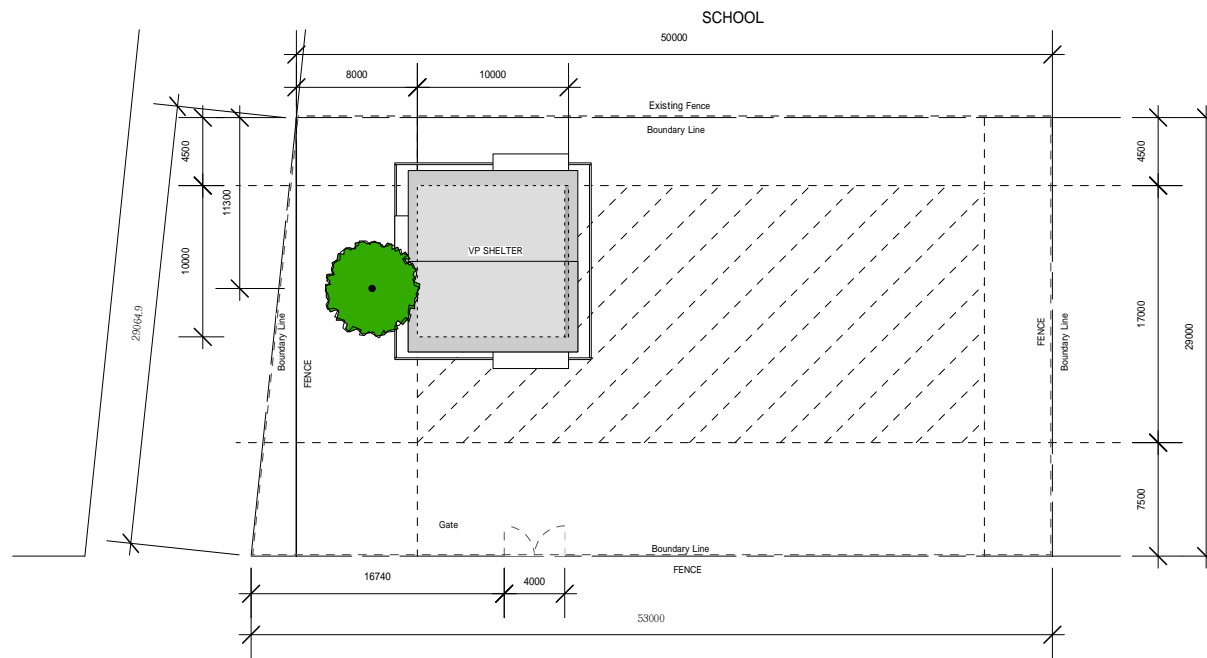 SCHOOL
50000
8000
10000
Existing Fence
Boundary Line
4500
11300
10000
29064.9
VP SHELTER
Boundary Line
FENCE
FENCE
Boundary Line
4500
17000
29000
7500
Gate
Boundary Line
FENCE
16740
4000
53000